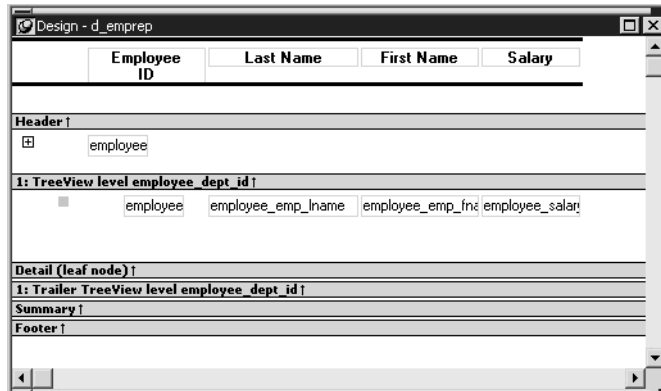 Design - d_emprep
Employee ID Last Name First Name Salary
Header ↑
employee
1: TreeView level employee_dept_id ↑
employee employee_emp_lname employee_emp_fna employee_salary
Detail (leaf node) ↑
1: Trailer TreeView level employee_dept_id ↑
Summary ↑
Footer ↑